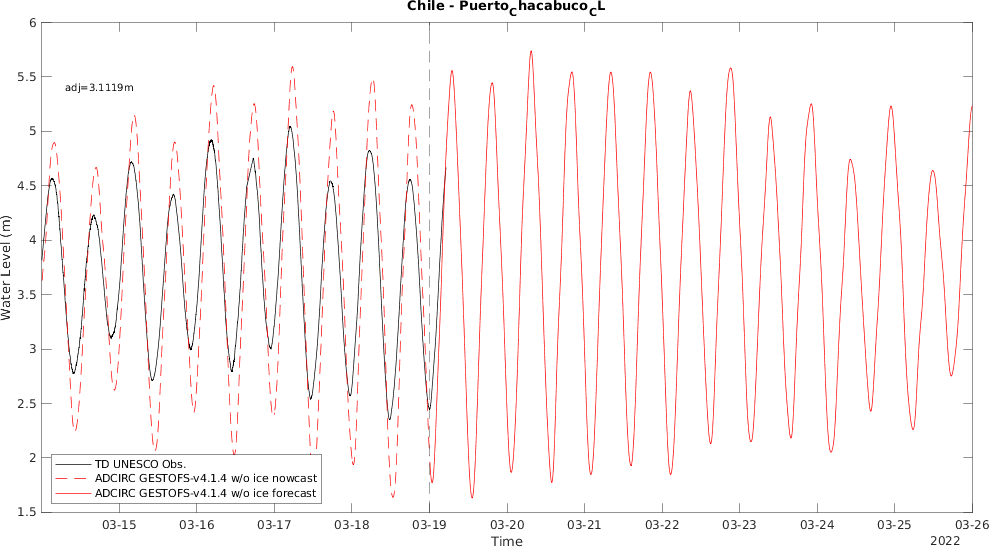 Chile - Puerto_Chacabuco_CL
6
5.5
5
4.5
4
3.5
3
2.5
2
1.5
adj=3.1119m
Water Level (m)
TD UNESCO Obs.
ADCIRC GESTOFS-v4.1.4 w/o ice nowcast
ADCIRC GESTOFS-v4.1.4 w/o ice forecast
03-15 03-16 03-17 03-18 03-19 03-20 03-21 03-22 03-23 03-24 03-25 03-26
Time
2022